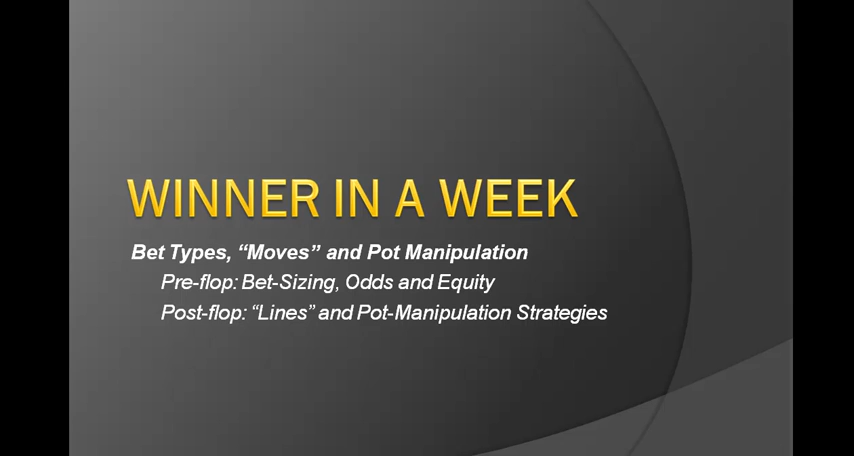 WINNER IN A WEEK
Bet Types, “Moves” and Pot Manipulation
Pre-flop: Bet-Sizing, Odds and Equity
Post-flop: “Lines” and Pot-Manipulation Strategies